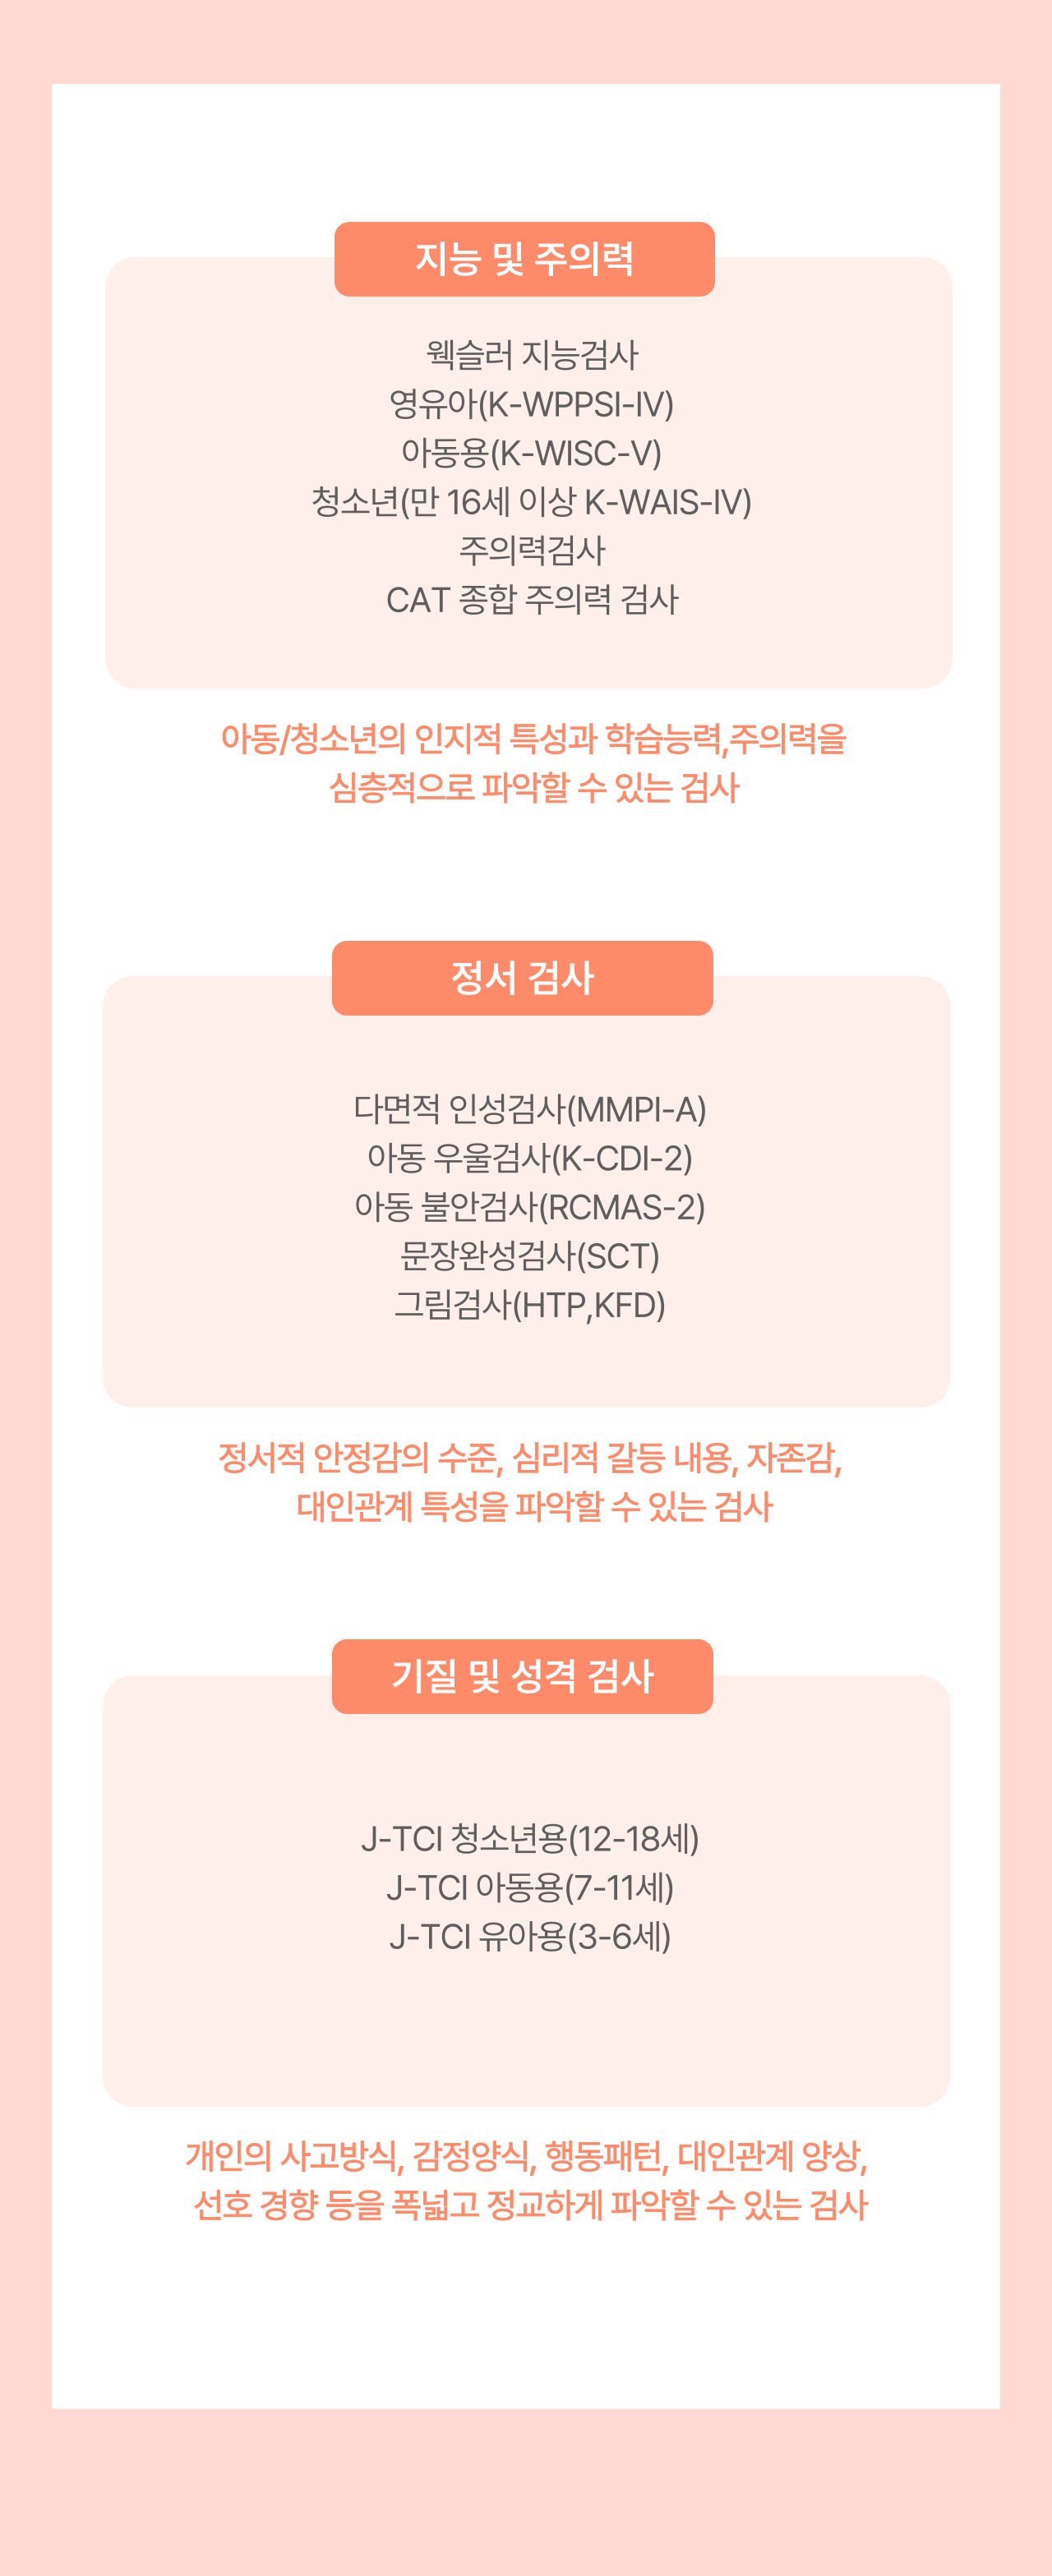 지능 및 주의력
웩슬러 지능검사
영유아(K-WPPSI-IV)
아동용(K-WISC-V)
청소년(만 16세 이상 K-WAIS-IV)
주의력검사
CAT 종합 주의력 검사
아동/청소년의 인지적 특성과 학습능력,주의력을
심층적으로 파악할 수 있는 검사
정서 검사
다면적 인성검사(MMPI-A)
아동 우울검사(K-CDI-2)
아동 불안검사(RCMAS-2)
문장완성검사(SCT)
그림검사(HTP,KFD)
정서적 안정감의 수준, 심리적 갈등 내용, 자존감,
대인관계 특성을 파악할 수 있는 검사
기질 및 성격 검사
J-TCI 청소년용(12-18세)
J-TCI 아동용(7-11세)
J-TCI 유아용(3-6세)
개인의 사고방식, 감정양식, 행동패턴, 대인관계 양상,
선호 경향 등을 폭넓고 정교하게 파악할 수 있는 검사